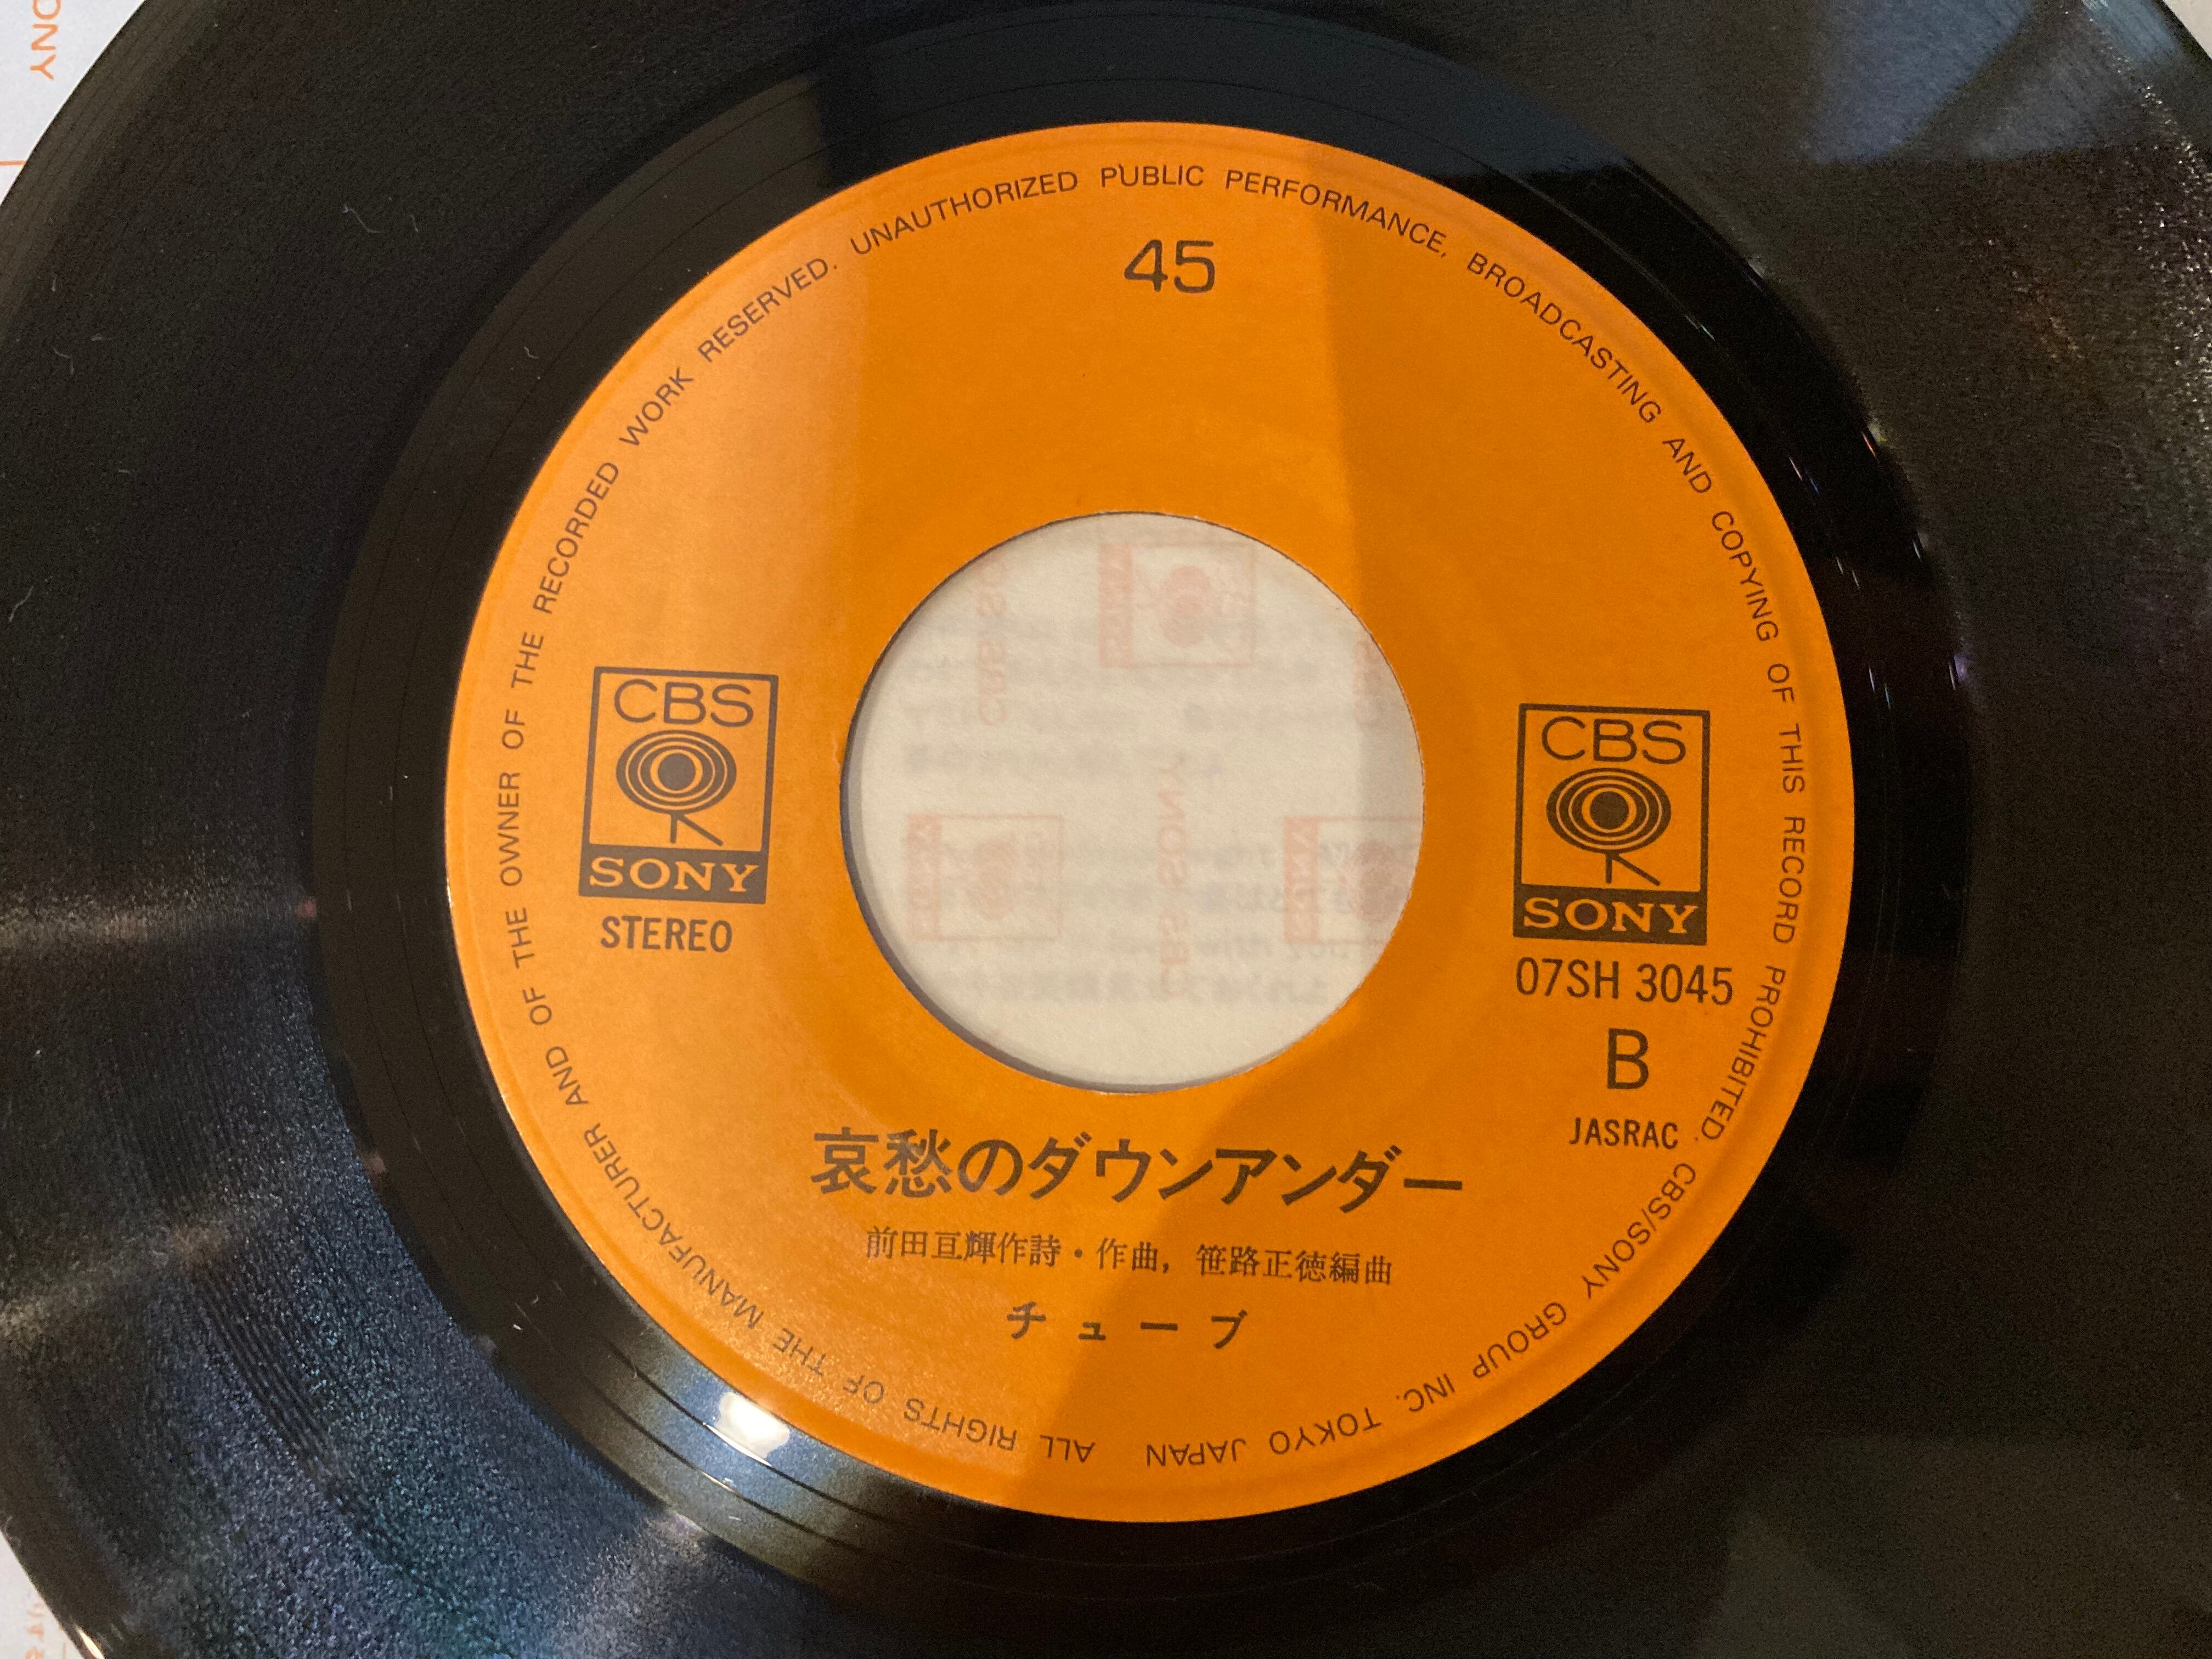 45
ALL RIGHTS OF THE MANUFACTURER AND OF THE OWNER OF THE RECORDED WORK RESERVED. UNAUTHORIZED PUBLIC PERFORMANCE, BROADCASTING AND COPYING OF THIS RECORD PROHIBITED. CBS/SONY GROUP INC. TOKYO JAPAN
CBS
SONY
STEREO
CBS
SONY
07SH 3045
B
JASRAC
哀愁のダウンアンダー
前田亘輝作詩・作曲, 笹路正徳編曲
チューブ
CBS SONY